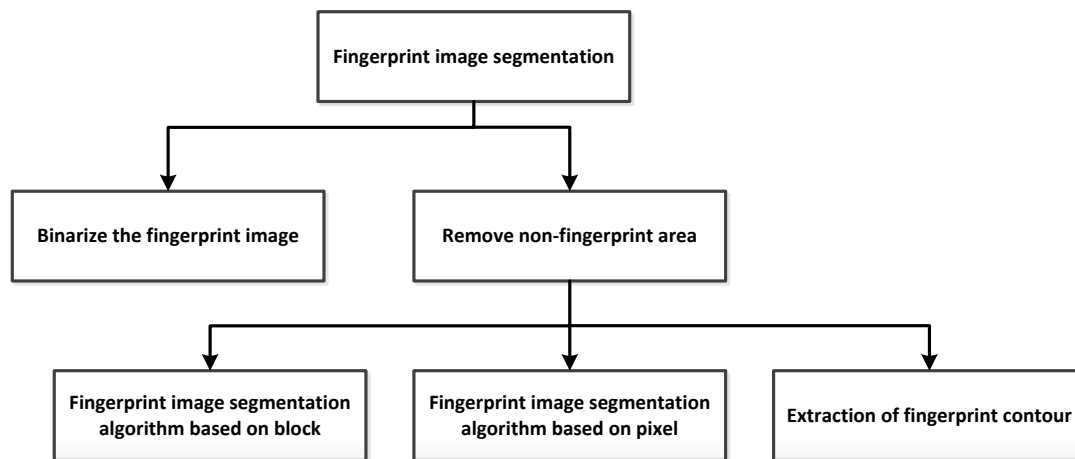 Fingerprint image segmentation
Binarize the fingerprint image
Remove non-fingerprint area
Fingerprint image segmentation
algorithm based on block
Fingerprint image segmentation
algorithm based on pixel
Extraction of fingerprint contour